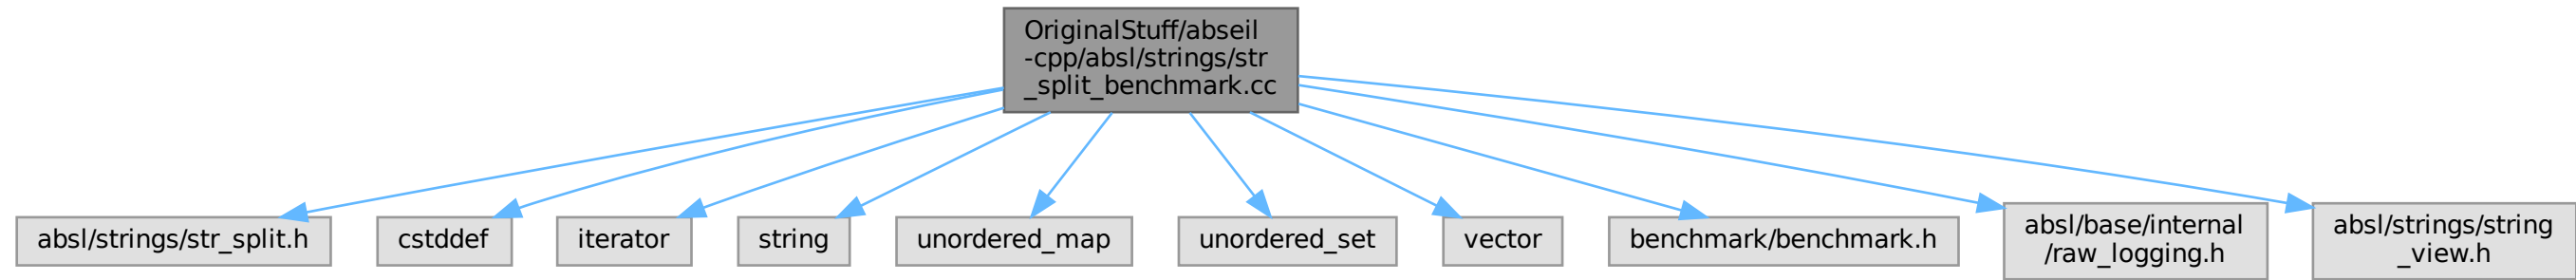 OriginalStuff/abseil
-cpp/absl/strings/str
_split_benchmark.cc
absl/strings/str_split.h
cstddef
iterator
string
unordered_map
unordered_set
vector
benchmark/benchmark.h
absl/base/internal
/raw_logging.h
absl/strings/string
_view.h